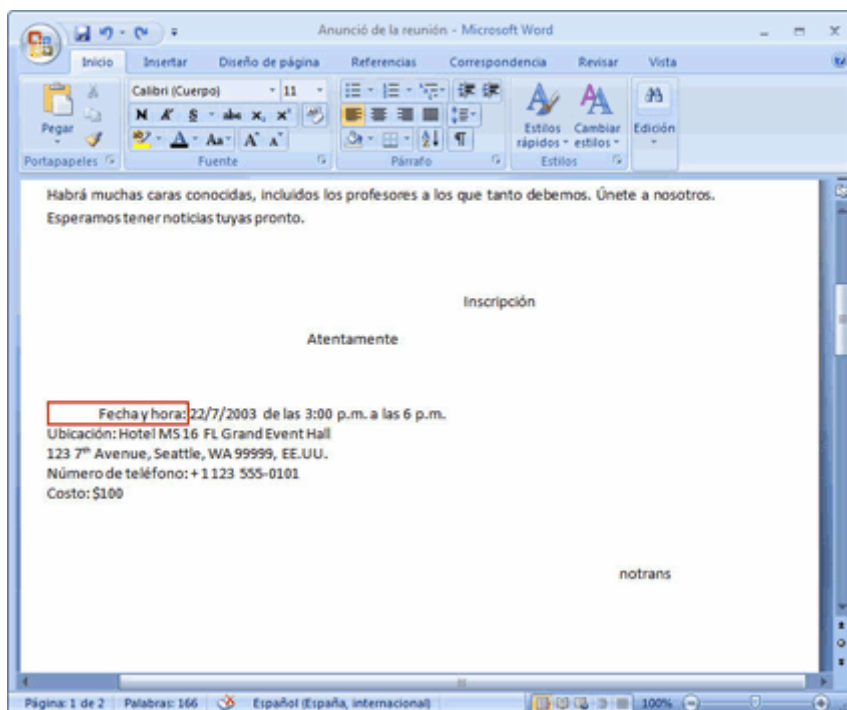 Anunció de la reunión - Microsoft Word
Inicio Insertar Diseño de página Referencias Correspondencia Revisar Vista
Calibri (Cuerpo) 11
N K S abc x, x²
Aa A A
Pegar
Estilos rápidos
Cambiar estilos
Edición
Portapapeles Fuente Párrafo Estilos
Habrá muchas caras conocidas, incluidos los profesores a los que tanto debemos. Únete a nosotros.
Esperamos tener noticias tuyas pronto.
Inscripción
Atentamente
Fecha y hora: 22/7/2003 de las 3:00 p.m. a las 6 p.m.
Ubicación: Hotel MS 16 FL Grand Event Hall
123 7th Avenue, Seattle, WA 99999, EE.UU.
Número de teléfono: +1 123 555-0101
Costo: $100
notrans
Página: 1 de 2 Palabras: 166 Español (España, internacional) 100%